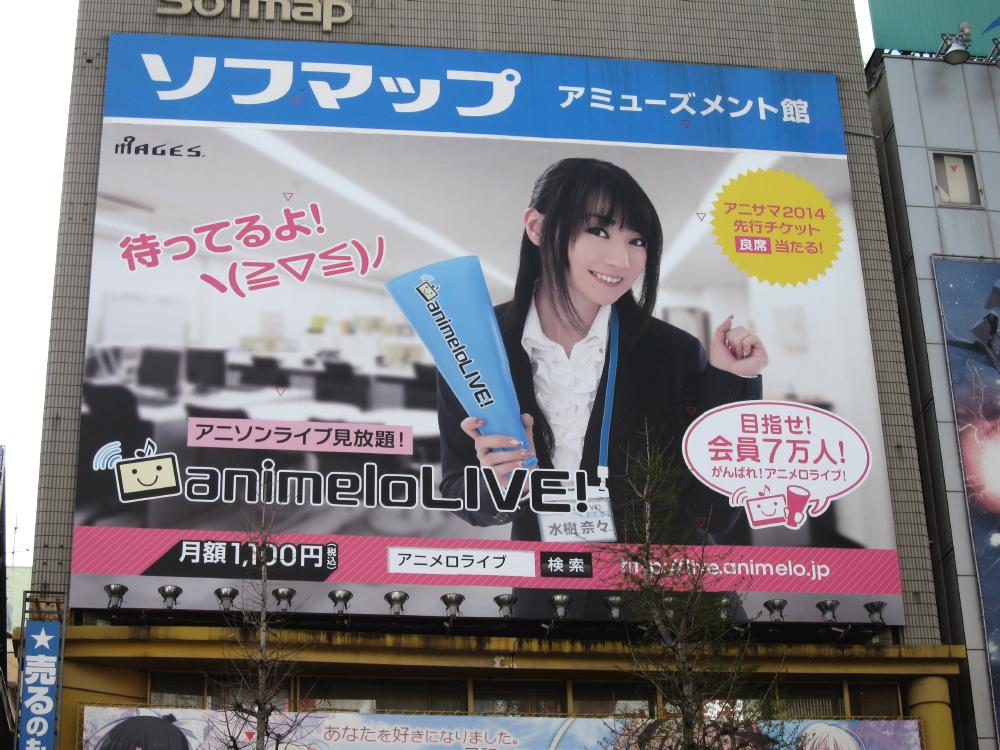 Sofmap
ソフマップ アミューズメント館
MAGES.
待ってるよ!
ヽ(≧▽≦)ノ
アニサマ2014
先行チケット
良席 当たる!
animeloLIVE!
アニソンライブ見放題!
animeloLIVE!
目指せ!
会員7万人!
がんばれ!アニメロライブ!
水樹奈々
月額1,100円(税込)
アニメロライブ 検索
http://live.animelo.jp
★売るの
あなたを好きになりました。